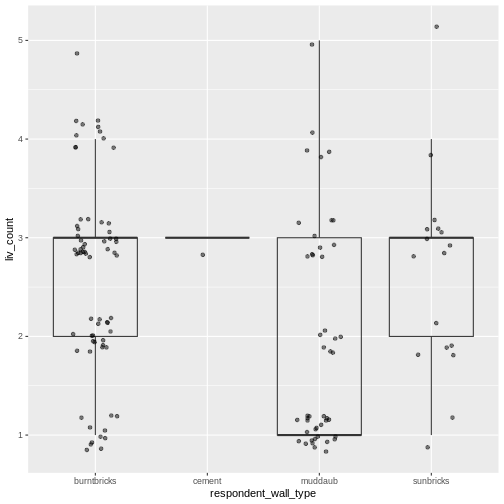 5
4
3
2
1
liv_count
burntbricks cement muddaub sunbricks
respondent_wall_type